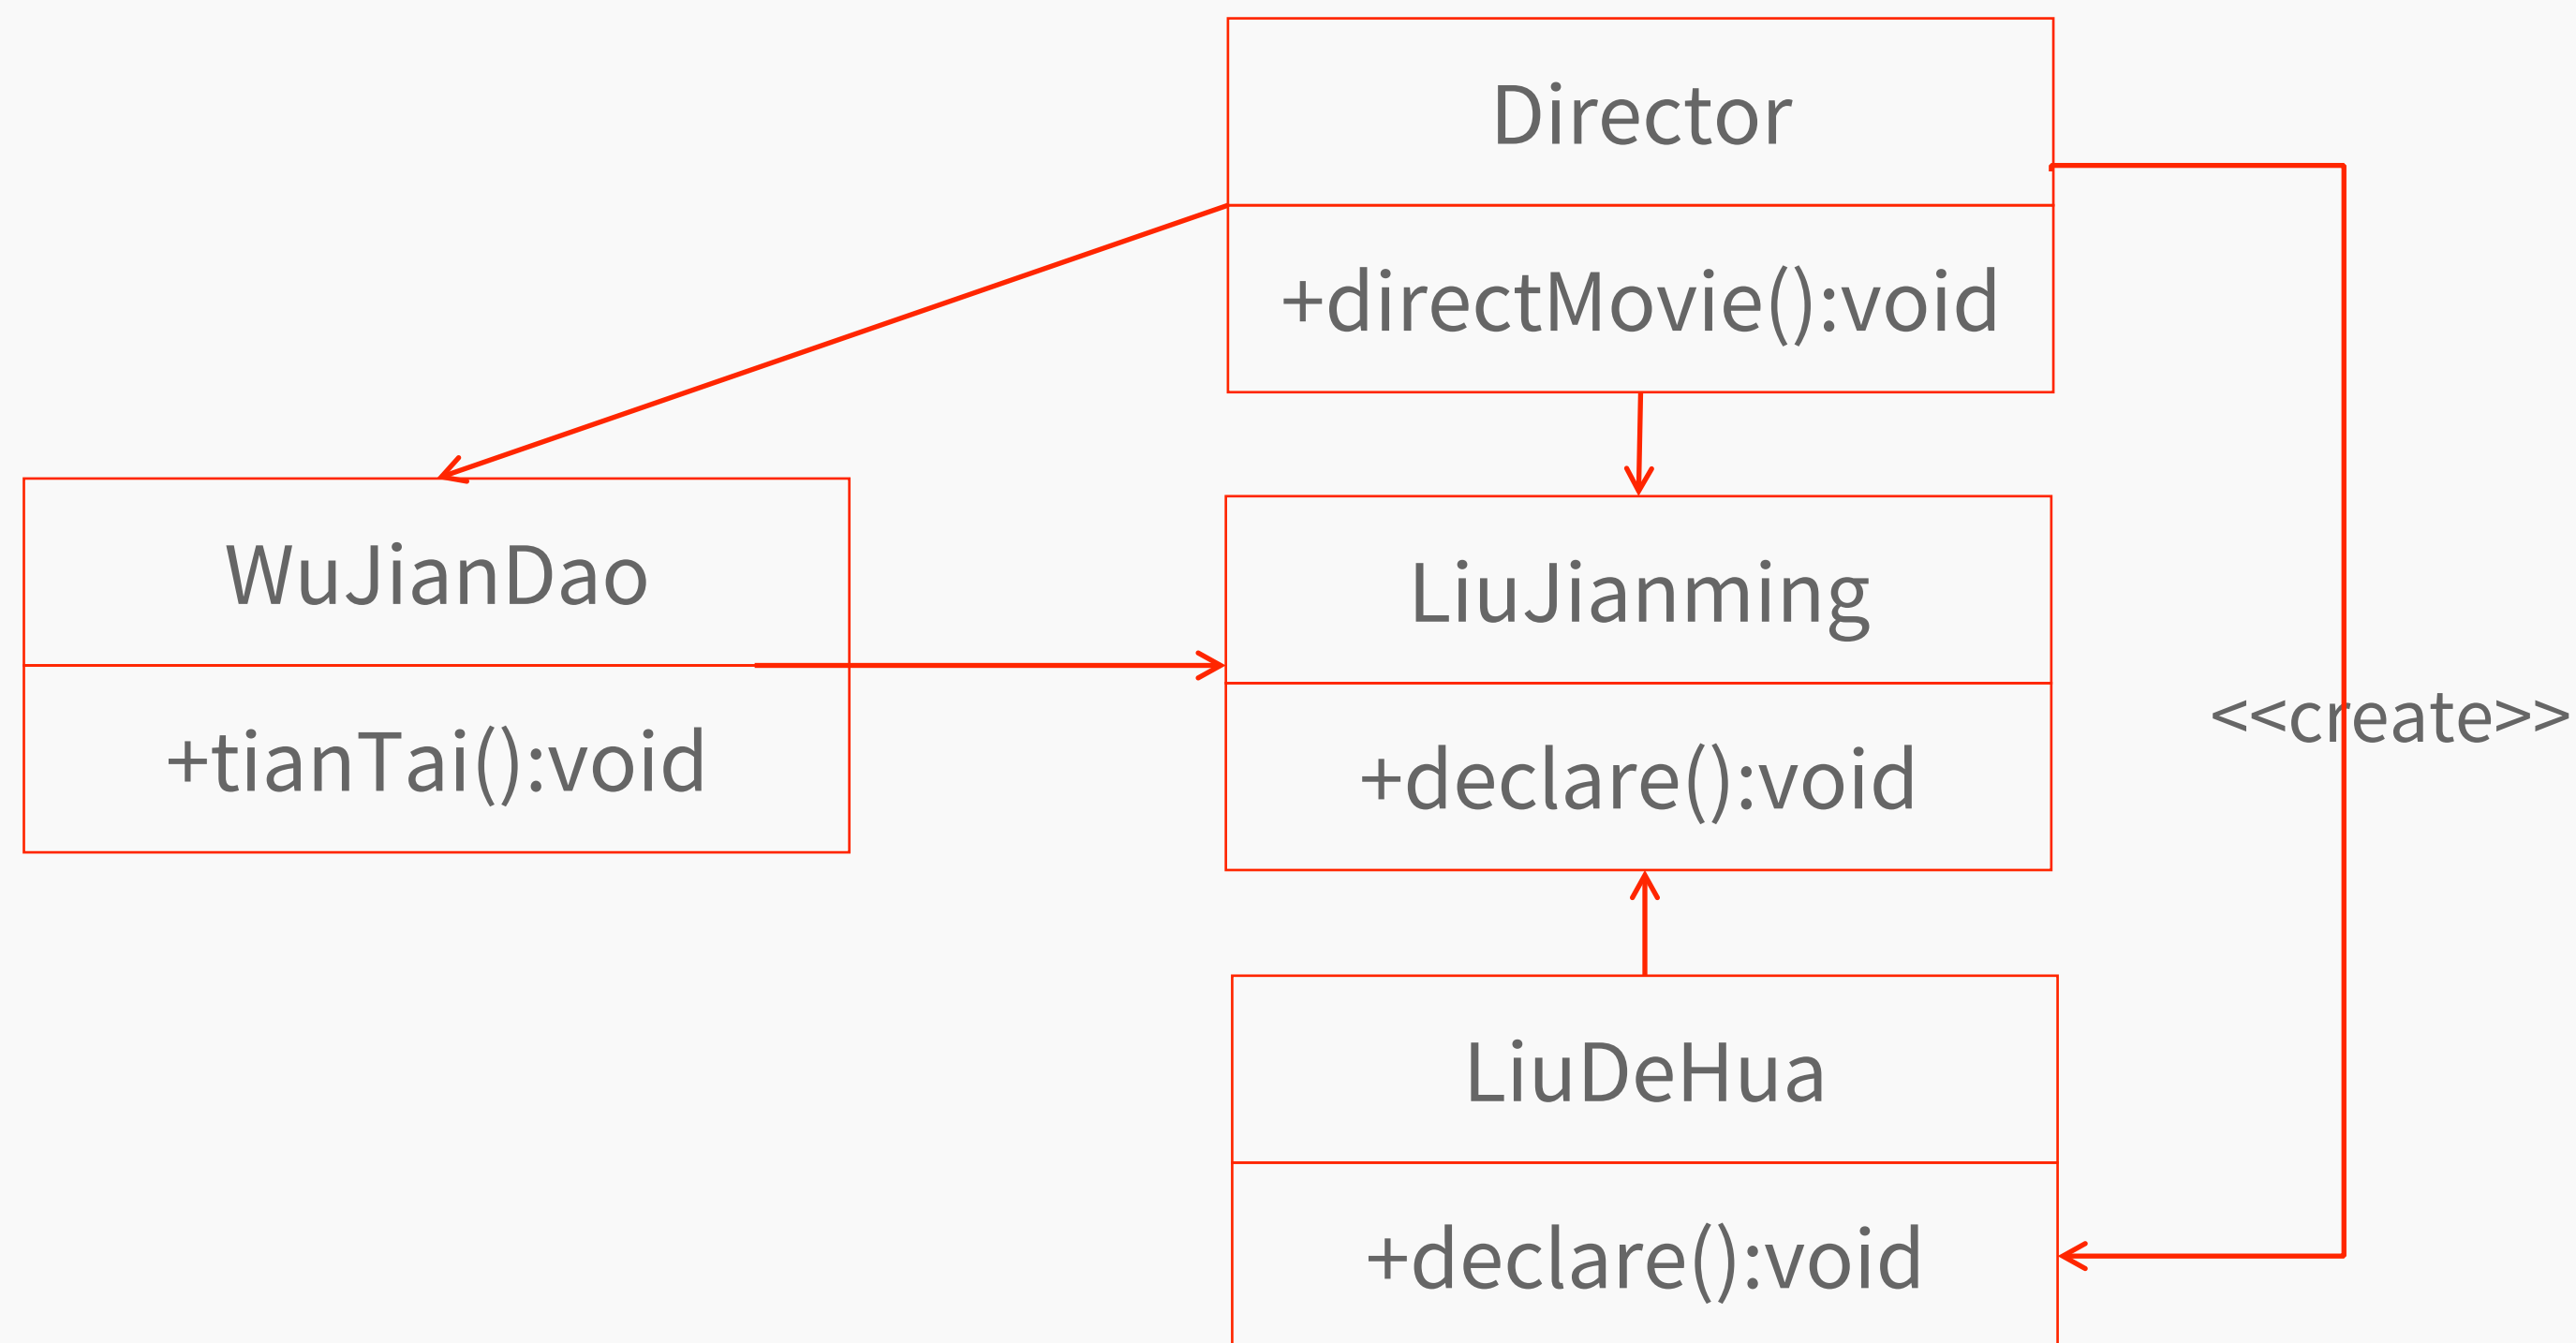 Director
+directMovie():void
WuJianDao
+tianTai():void
LiuJianming
+declare():void
<<create>>
LiuDeHua
+declare():void